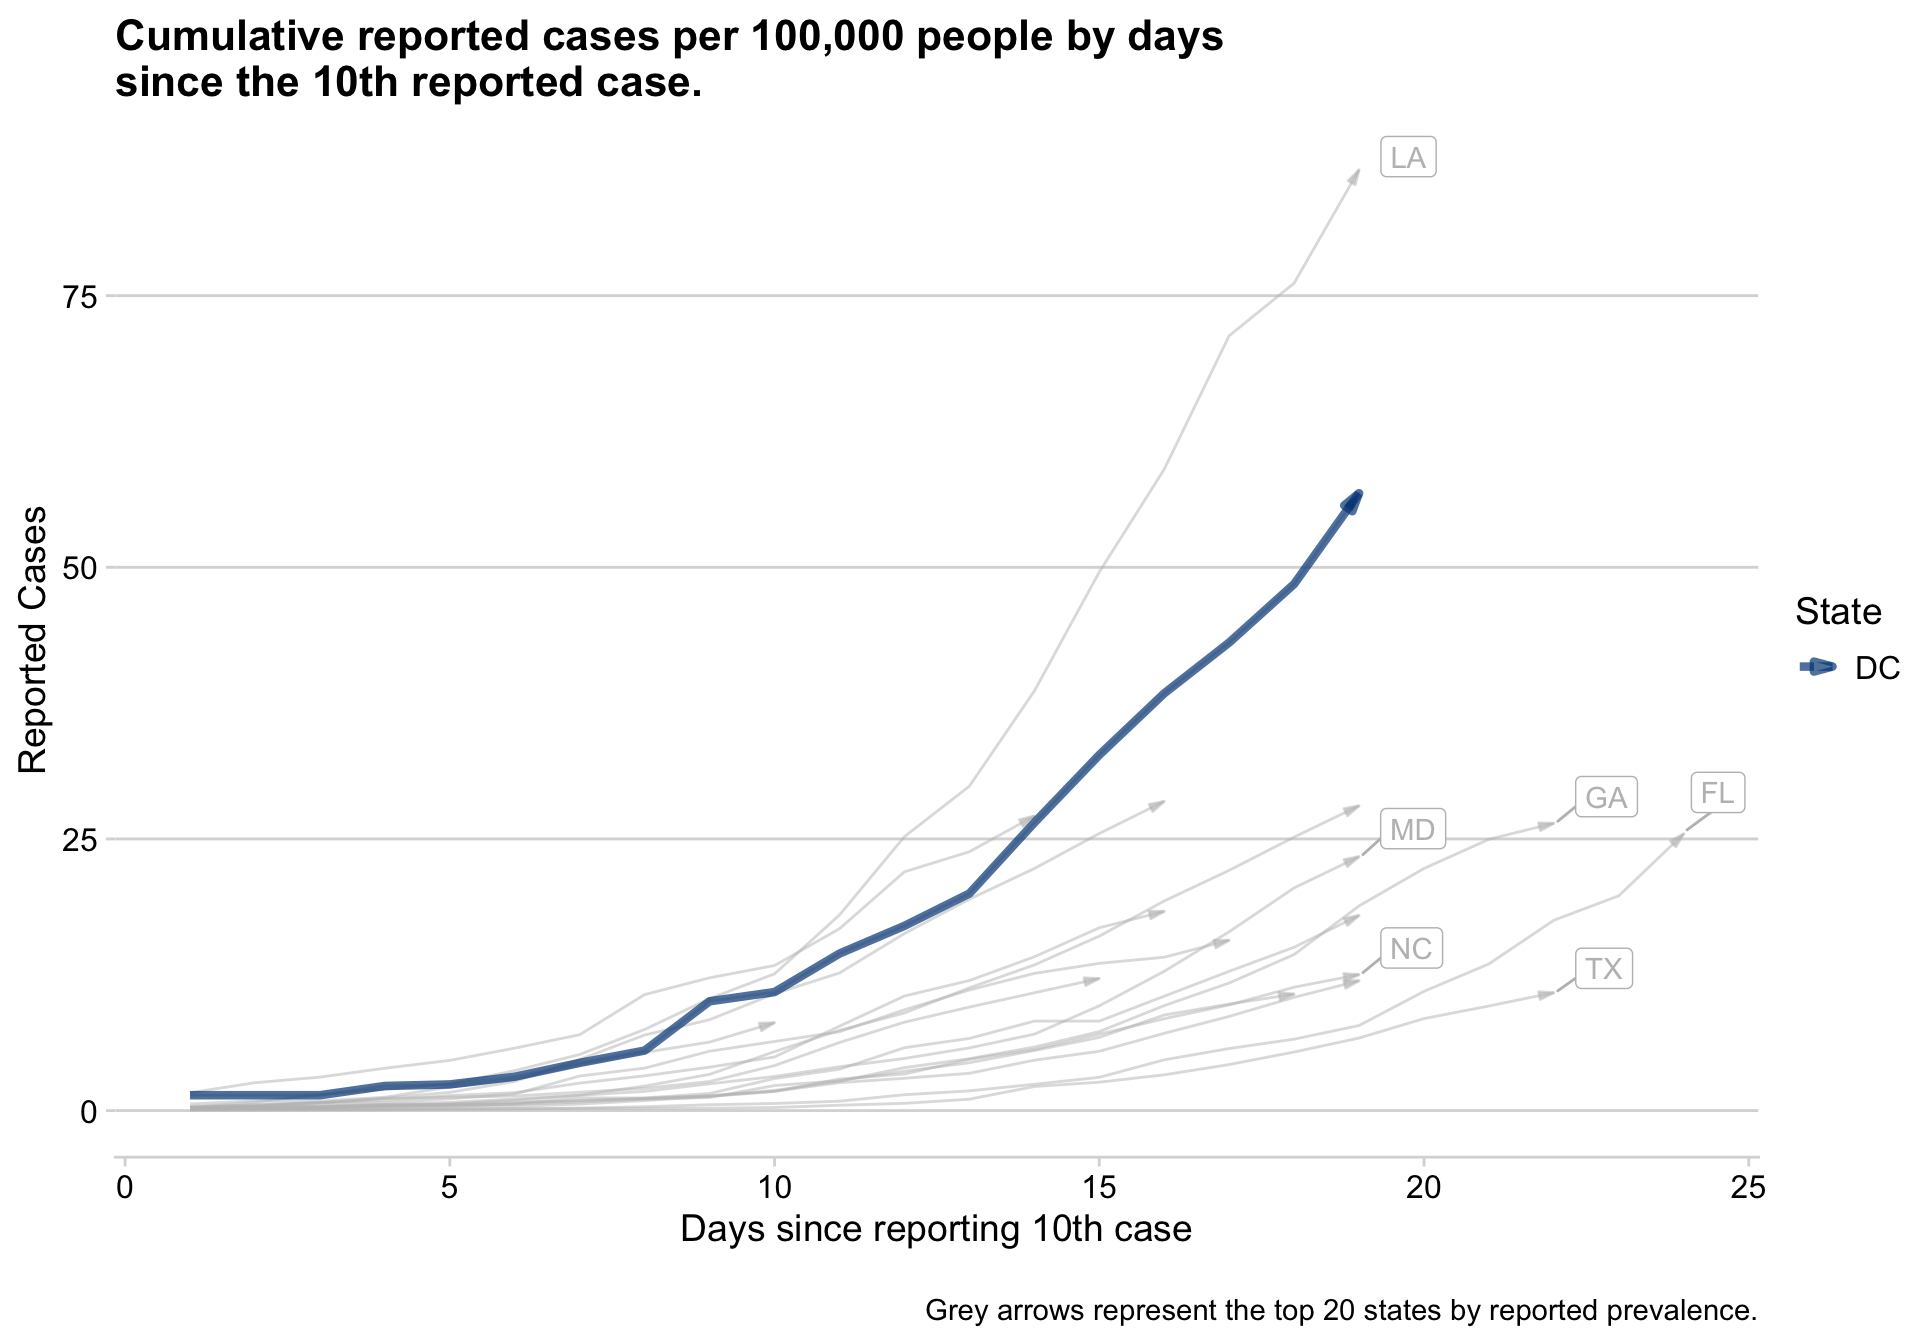 Cumulative reported cases per 100,000 people by days
since the 10th reported case.
LA
75
50
Reported Cases
State
DC
GA
FL
MD
25
NC
TX
0
0 5 10 15 20 25
Days since reporting 10th case
Grey arrows represent the top 20 states by reported prevalence.